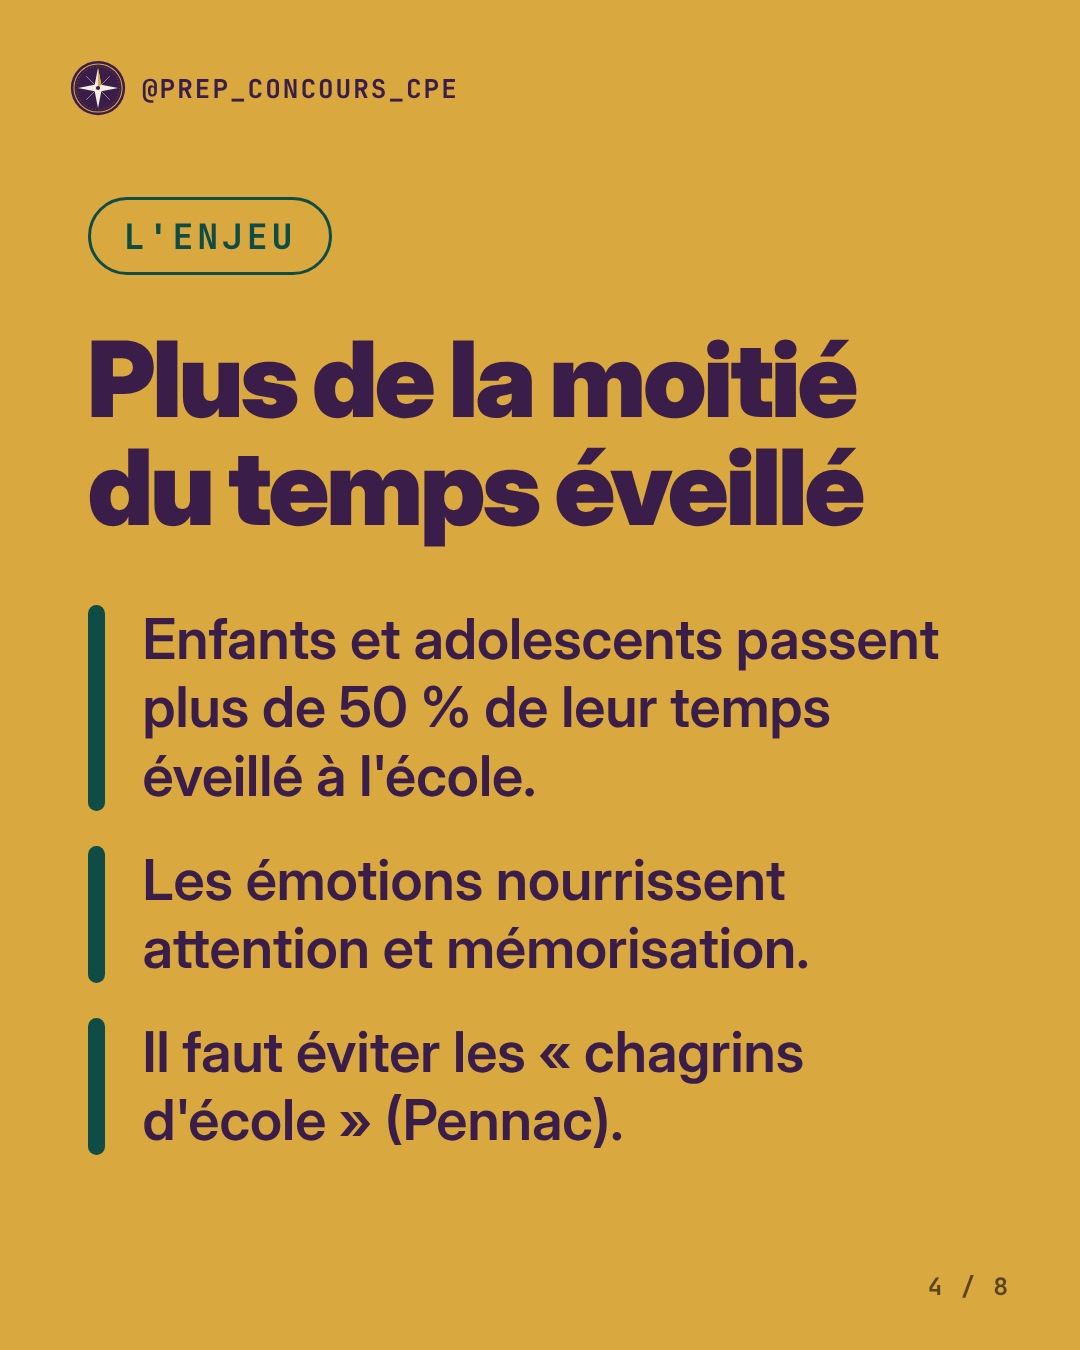 @PREP_CONCOURS_CPE
L'ENJEU
Plus de la moitié
du temps éveillé
Enfants et adolescents passent
plus de 50 % de leur temps
éveillé à l'école.
Les émotions nourrissent
attention et mémorisation.
Il faut éviter les « chagrins
d'école » (Pennac).
4 / 8